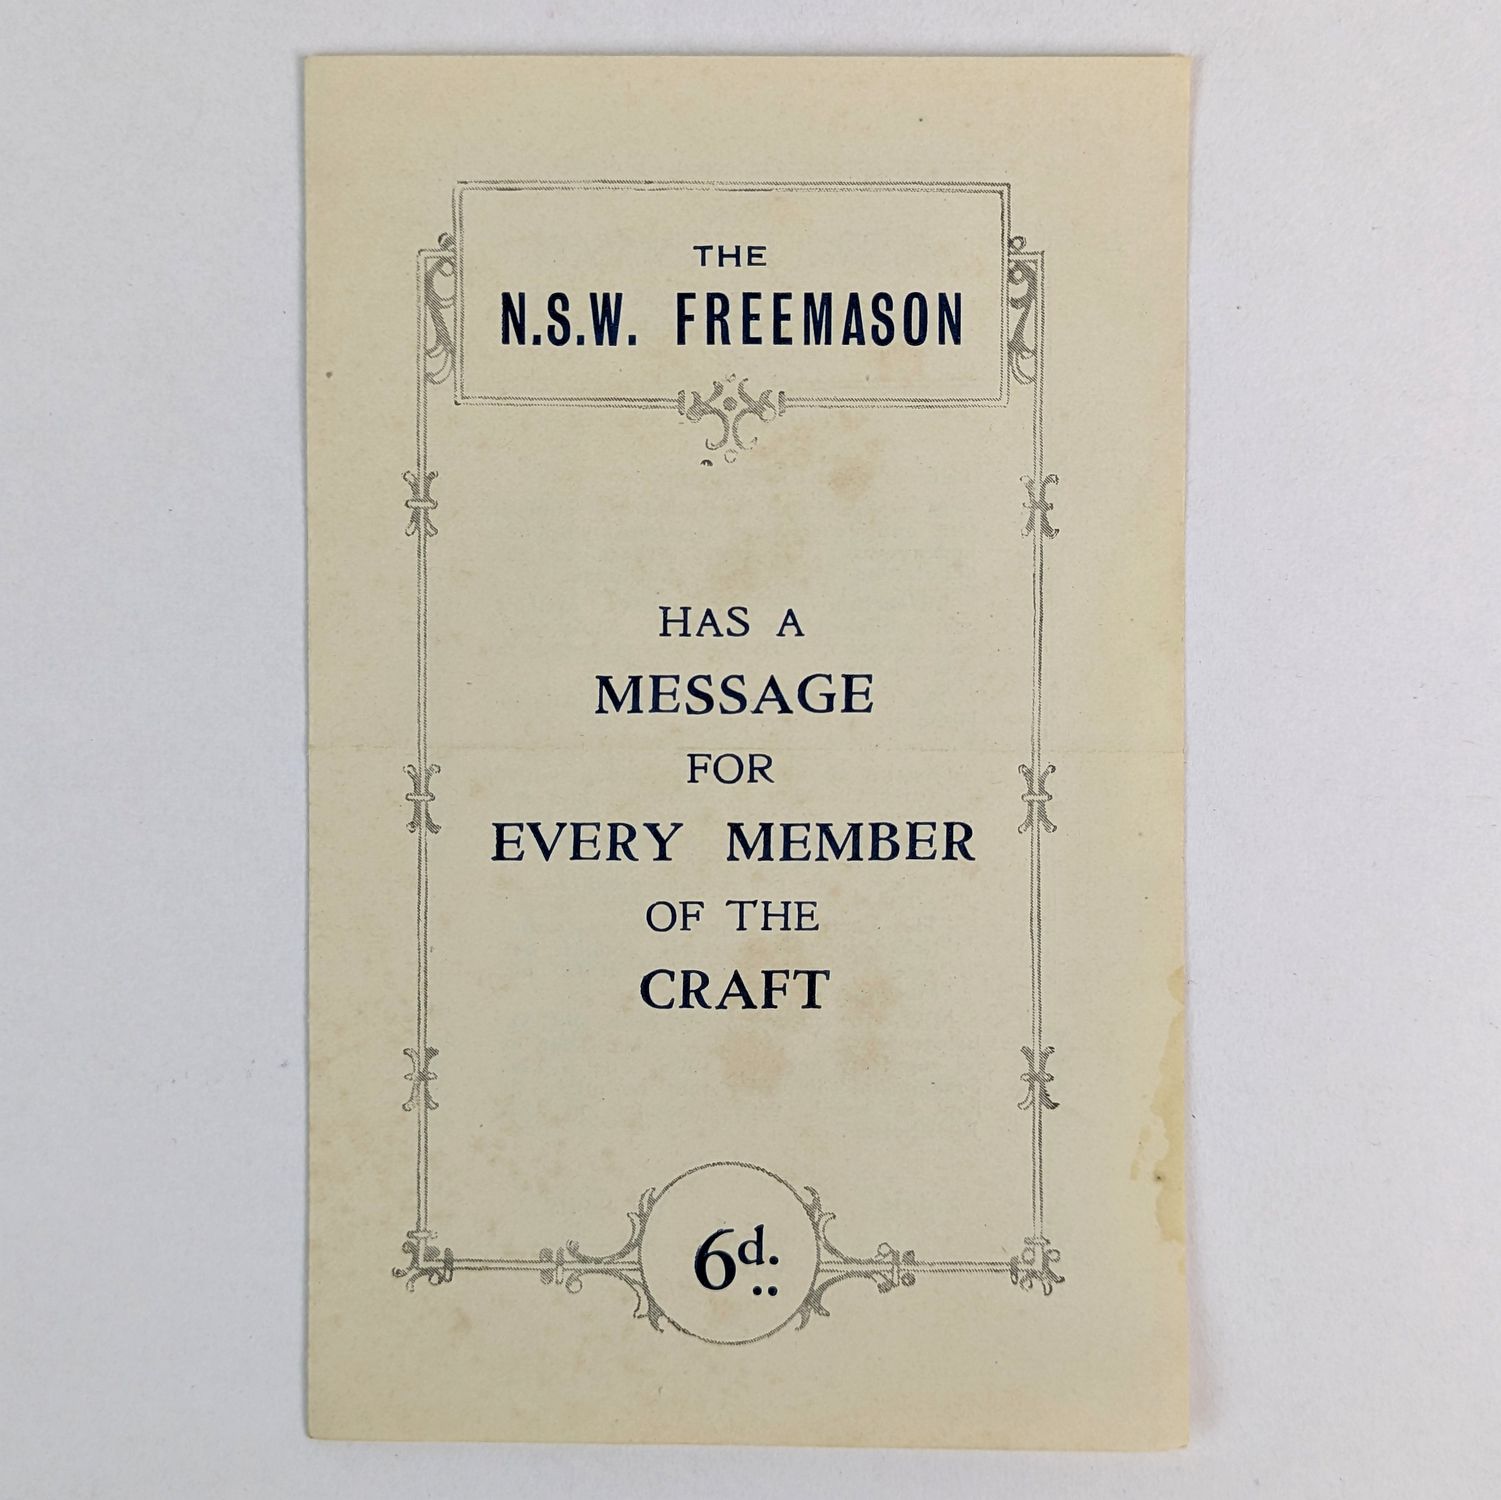 THE
N.S.W. FREEMASON
HAS A
MESSAGE
FOR
EVERY MEMBER
OF THE
CRAFT
6d.